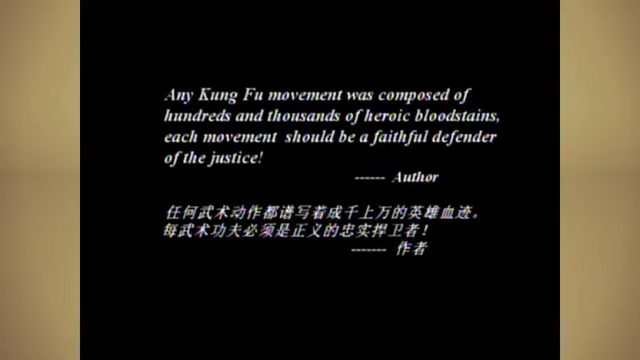 Any Kung Fu movement was composed of
hundreds and thousands of heroic bloodstains,
each movement should be a faithful defender
of the justice!
------ Author
任何武术动作都谱写着成千上万的英雄血迹。
每武术功夫必须是正义的忠实捍卫者！
------- 作者